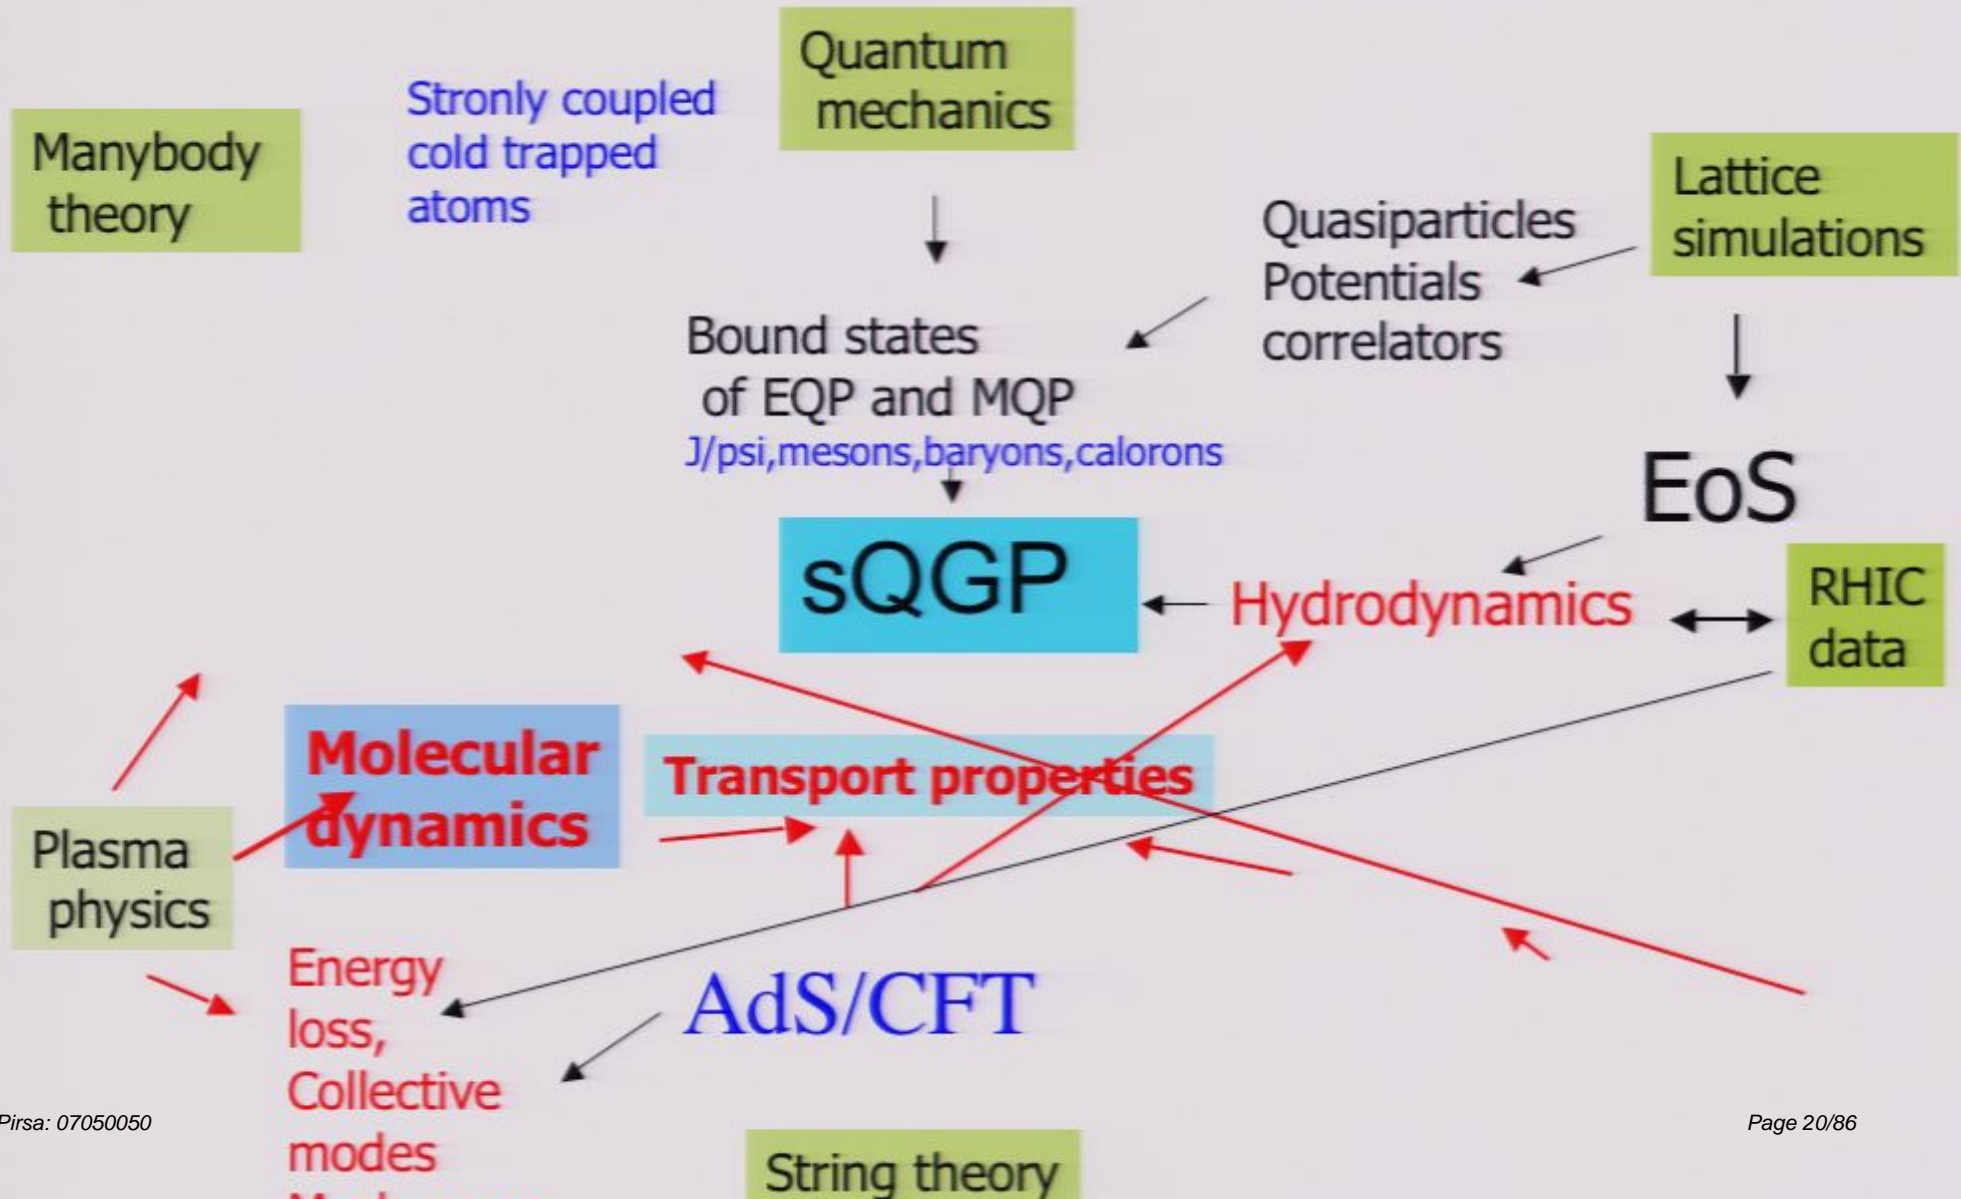 Quantum
mechanics
Stronly coupled
cold trapped
atoms
Manybody
theory
Lattice
simulations
Quasiparticles
Potentials
correlators
Bound states
of EQP and MQP
J/psi,mesons,baryons,calorons
EoS
sQGP
Hydrodynamics
RHIC
data
Molecular
dynamics
Transport properties
Plasma
physics
Energy
loss,
Collective
modes
AdS/CFT
String theory
Pirsa: 07050050
Page 20/86